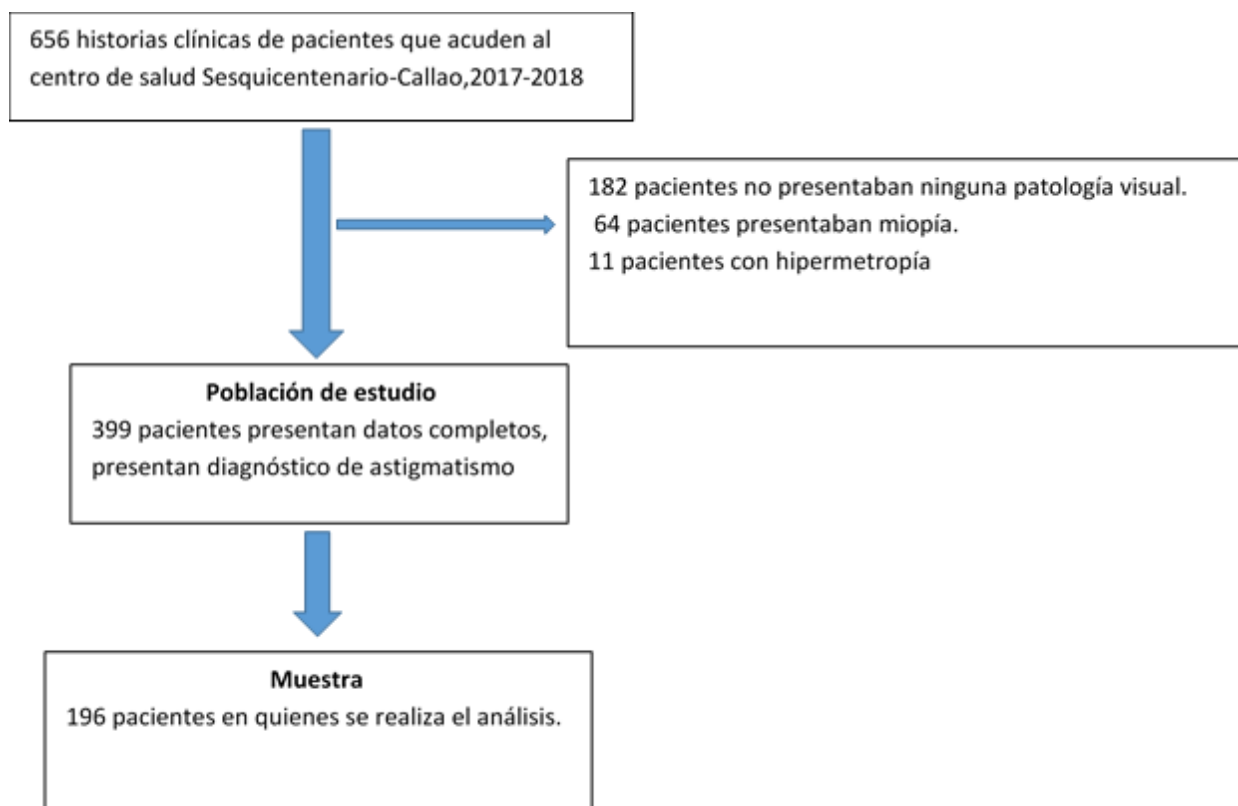 656 historias clínicas de pacientes que acuden al
centro de salud Sesquicentenario-Callao,2017-2018
182 pacientes no presentaban ninguna patología visual.
64 pacientes presentaban miopía.
11 pacientes con hipermetropía
Población de estudio
399 pacientes presentan datos completos,
presentan diagnóstico de astigmatismo
Muestra
196 pacientes en quienes se realiza el análisis.